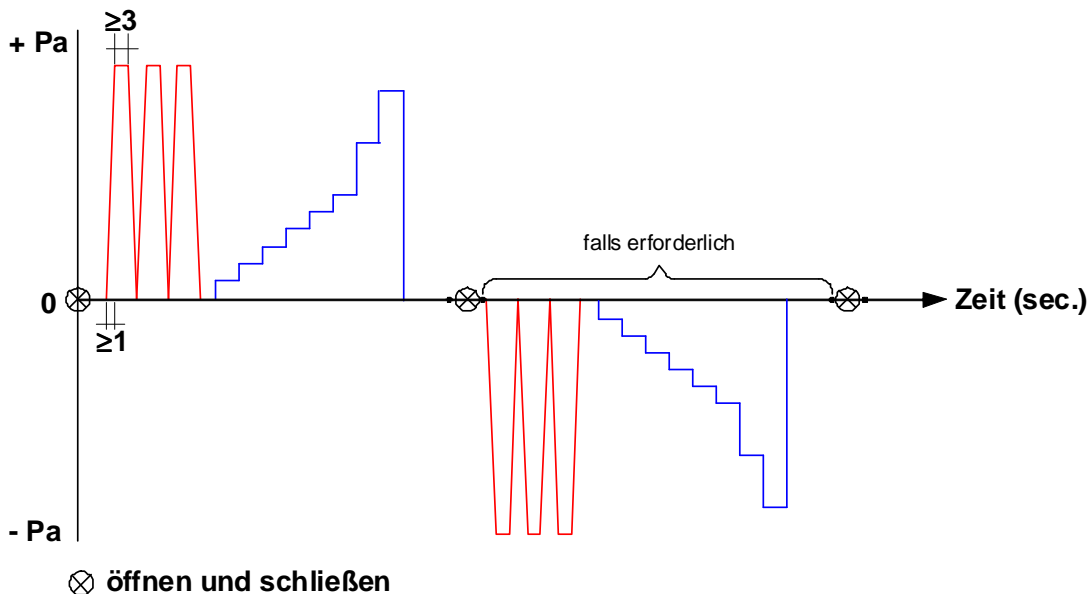 ≥3
+ Pa
falls erforderlich
0
Zeit (sec.)
≥1
- Pa
öffnen und schließen